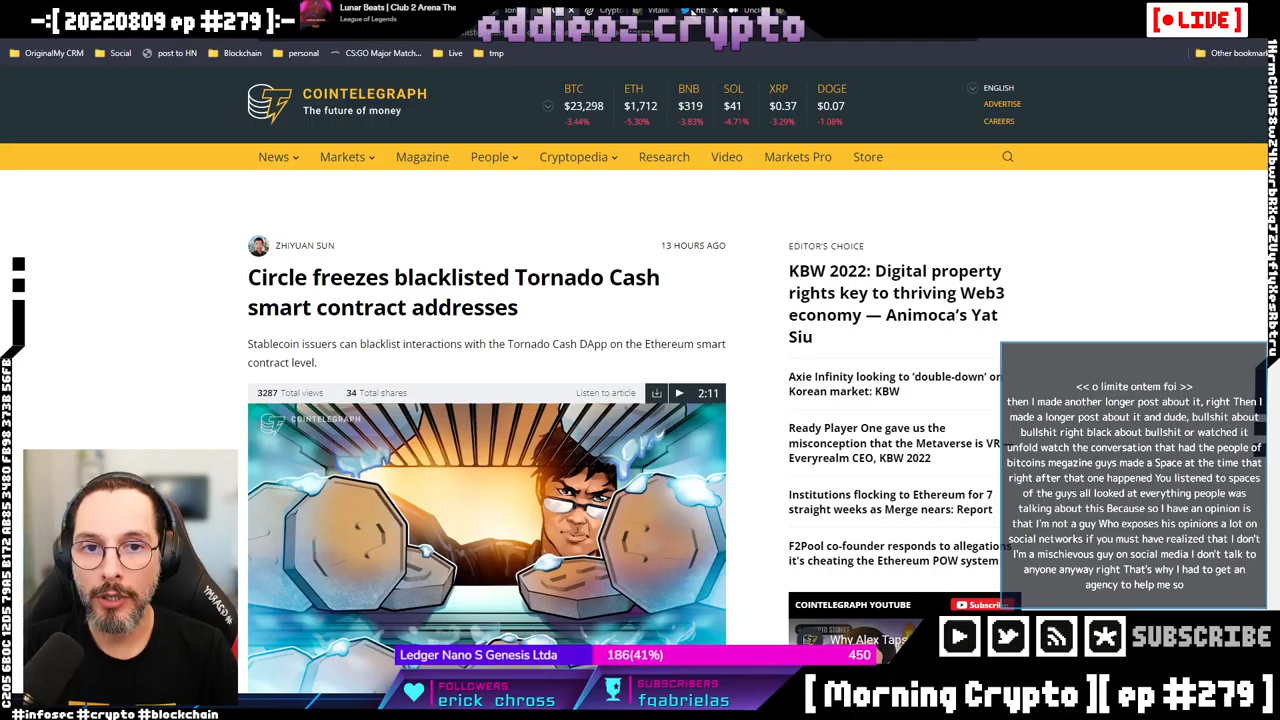 —:[ 20220809 ep #279 ]:—
Lunar Beats | Club 2 Arena The
League of Legends
eddieoz.crypto
[ • LIVE ]
OriginalMy CRM
Social
post to HN
Blockchain
personal
CS:GO Major Match...
Live
tmp
Other bookmar
COINTELEGRAPH
The future of money
BTC ETH BNB SOL XRP DOGE
$23,298 $1,712 $319 $41 $0.37 $0.07
-3.44% -5.30% -3.83% -4.71% -3.29% -1.08%
ENGLISH
ADVERTISE
CAREERS
News Markets Magazine People Cryptopedia Research Video Markets Pro Store
ZHIYUAN SUN
13 HOURS AGO
Circle freezes blacklisted Tornado Cash
smart contract addresses
Stablecoin issuers can blacklist interactions with the Tornado Cash DApp on the Ethereum smart
contract level.
3287 Total views
34 Total shares
Listen to article
2:11
COINTELEGRAPH
EDITOR'S CHOICE
KBW 2022: Digital property
rights key to thriving Web3
economy — Animoca's Yat
Siu
Axie Infinity looking to 'double-down' on
Korean market: KBW
Ready Player One gave us the
misconception that the Metaverse is VR —
Everyrealm CEO, KBW 2022
Institutions flocking to Ethereum for 7
straight weeks as Merge nears: Report
F2Pool co-founder responds to allegations
it's cheating the Ethereum POW system
COINTELEGRAPH YOUTUBE
Subscribe
Why Alex Taps
<< o limite ontem foi >>
then I made another longer post about it, right Then I
made a longer post about it and dude, bullshit about
bullshit right black about bullshit or watched it
unfold watch the conversation that had the people of
bitcoins megazine guys made a Space at the time that
right after that one happened You listened to spaces
of the guys all looked at everything people was
talking about this Because so I have an opinion is
that I'm not a guy Who exposes his opinions a lot on
social networks if you must have realized that I don't
I'm a mischievous guy on social media I don't talk to
anyone anyway right That's why I had to get an
agency to help me so
SUBSCRIBE
Ledger Nano S Genesis Ltda
186(41%)
450
FOLLOWERS
erick_chross
SUBSCRIBERS
fgabrielas
[ Morning Crypto ][ ep #279 ]
#infosec #crypto #blockchain